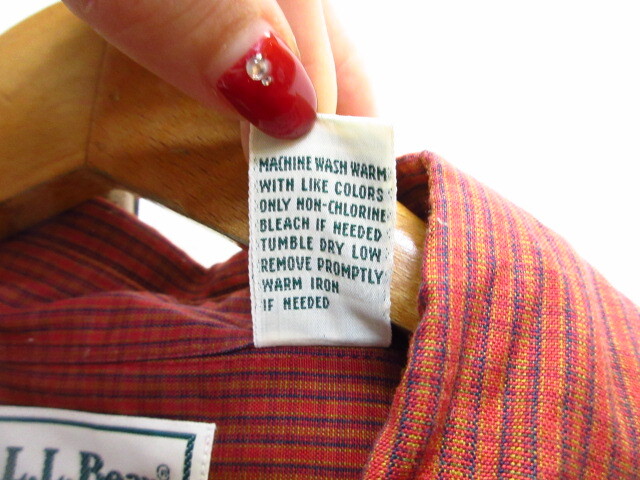 MACHINE WASH WARM
WITH LIKE COLORS
ONLY NON-CHLORINE
BLEACH IF NEEDED
TUMBLE DRY LOW
REMOVE PROMPTLY
WARM IRON
IF NEEDED
L.L.Bean®